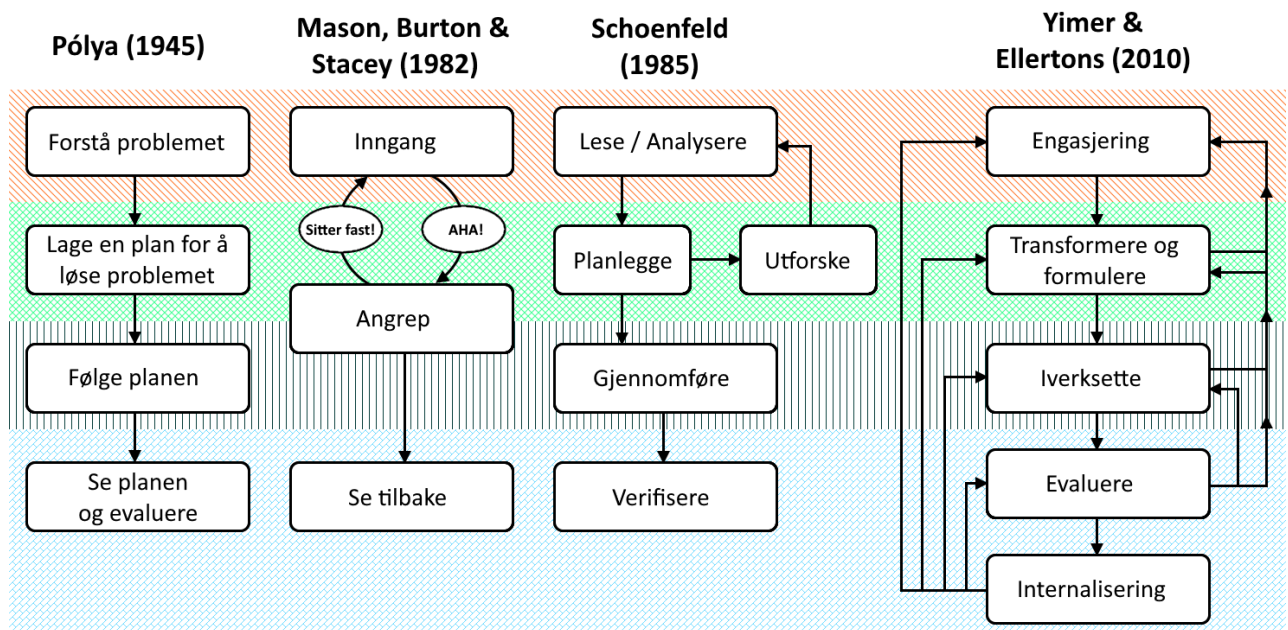 Pólya (1945)
Mason, Burton &
Stacey (1982)
Schoenfeld
(1985)
Yimer &
Ellertons (2010)
Forstå problemet
Lage en plan for å
løse problemet
Følge planen
Se planen
og evaluere
Inngang
Sitter fast!
AHA!
Angrep
Se tilbake
Lese / Analysere
Planlegge
Utforske
Gjennomføre
Verifisere
Engasjering
Transformere og
formulere
Iverksette
Evaluere
Internalisering